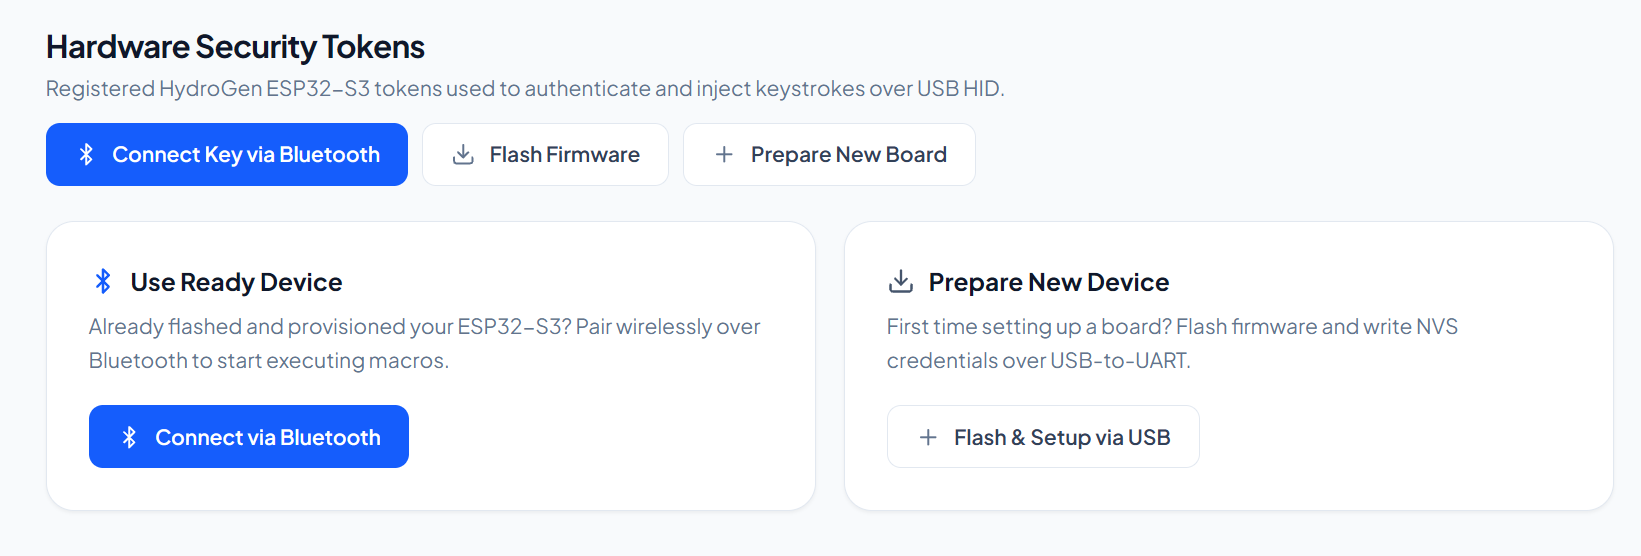 Hardware Security Tokens
Registered HydroGen ESP32-S3 tokens used to authenticate and inject keystrokes over USB HID.
Connect Key via Bluetooth
Flash Firmware
Prepare New Board
Use Ready Device
Already flashed and provisioned your ESP32-S3? Pair wirelessly over
Bluetooth to start executing macros.
Connect via Bluetooth
Prepare New Device
First time setting up a board? Flash firmware and write NVS
credentials over USB-to-UART.
Flash & Setup via USB